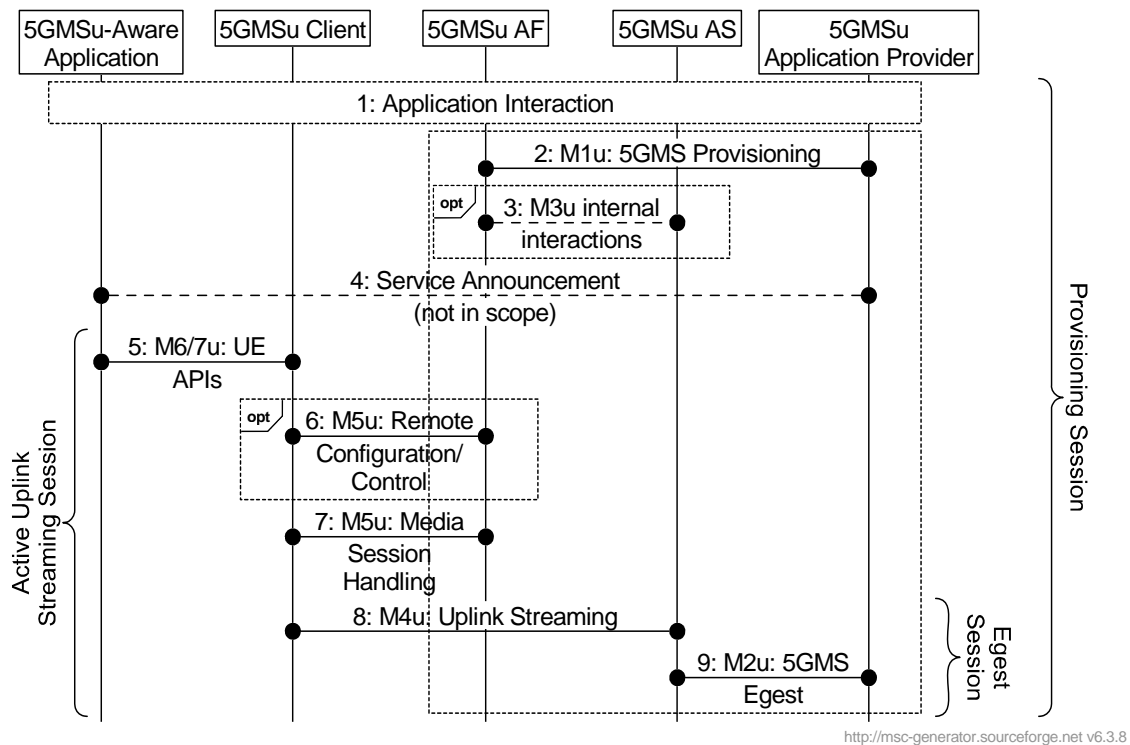 5GMSu-Aware
Application
5GMSu Client
5GMSu AF
5GMSu AS
5GMSu
Application Provider
1: Application Interaction
2: M1u: 5GMS Provisioning
opt
3: M3u internal
interactions
4: Service Announcement
(not in scope)
5: M6/7u: UE
APIs
opt
6: M5u: Remote
Configuration/
Control
7: M5u: Media
Session
Handling
8: M4u: Uplink Streaming
9: M2u: 5GMS
Egest
Active Uplink
Streaming Session
Provisioning Session
Egest
Session
http://msc-generator.sourceforge.net v6.3.8